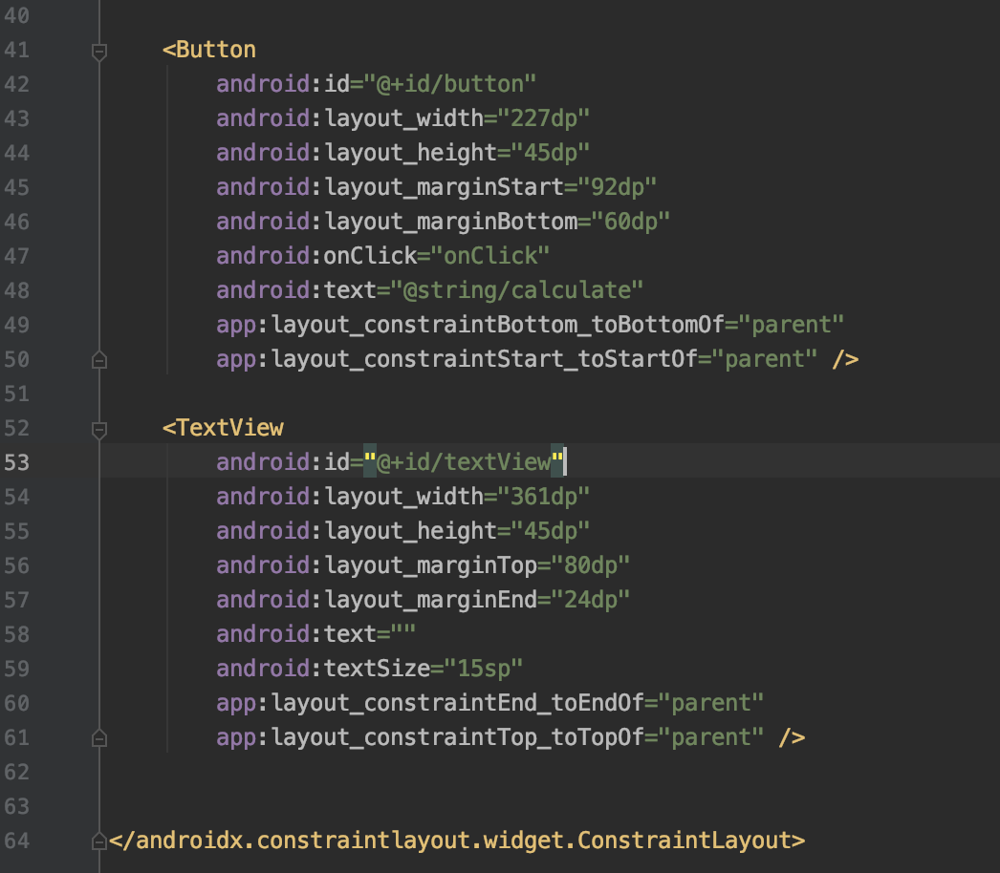 40
41 <Button
42 android:id="@+id/button"
43 android:layout_width="227dp"
44 android:layout_height="45dp"
45 android:layout_marginStart="92dp"
46 android:layout_marginBottom="60dp"
47 android:onClick="onClick"
48 android:text="@string/calculate"
49 app:layout_constraintBottom_toBottomOf="parent"
50 app:layout_constraintStart_toStartOf="parent" />
51
52 <TextView
53 android:id="@+id/textView"
54 android:layout_width="361dp"
55 android:layout_height="45dp"
56 android:layout_marginTop="80dp"
57 android:layout_marginEnd="24dp"
58 android:text=""
59 android:textSize="15sp"
60 app:layout_constraintEnd_toEndOf="parent"
61 app:layout_constraintTop_toTopOf="parent" />
62
63
64 </androidx.constraintlayout.widget.ConstraintLayout>